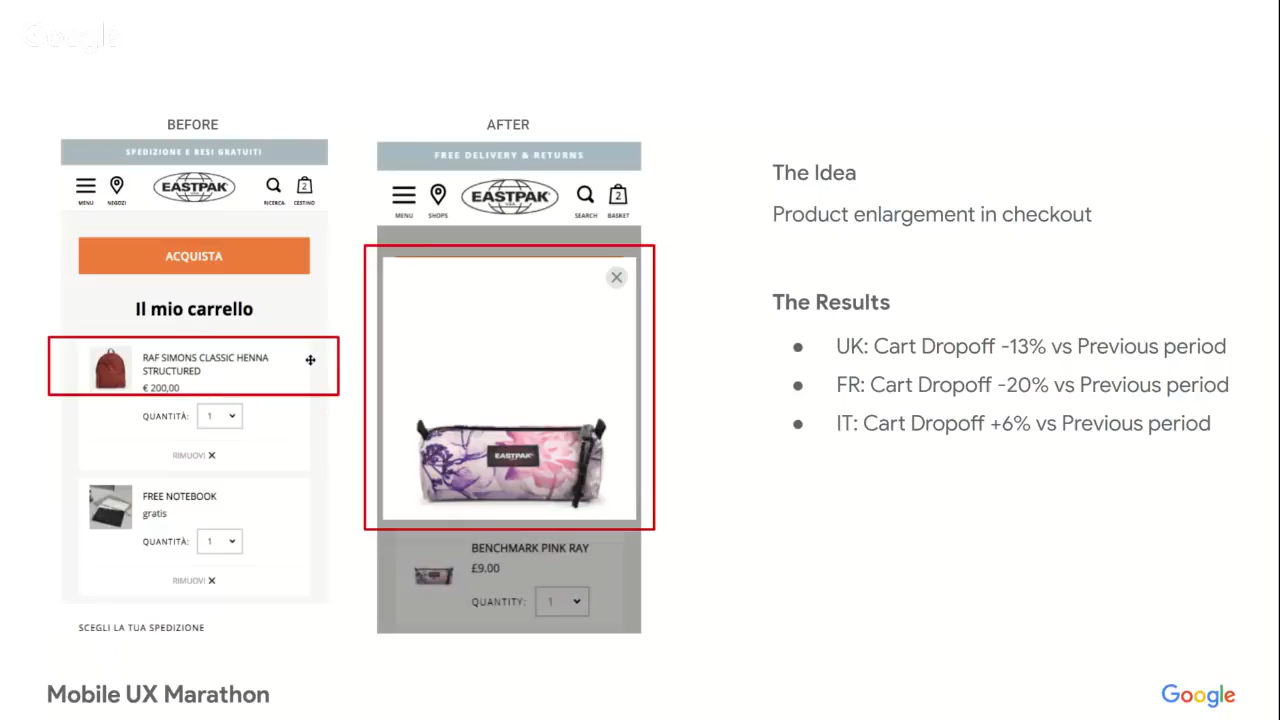 Google
BEFORE
SPEDIZIONE E RESI GRATUITI
MENU
NEGOZI
EASTPAK
U.S.A.
RICERCA
2
CESTINO
ACQUISTA
Il mio carrello
RAF SIMONS CLASSIC HENNA
STRUCTURED
€ 200,00
QUANTITÀ: 1
RIMUOVI X
FREE NOTEBOOK
gratis
QUANTITÀ: 1
RIMUOVI X
SCEGLI LA TUA SPEDIZIONE
AFTER
FREE DELIVERY & RETURNS
MENU
SHOPS
EASTPAK
U.S.A.
SEARCH
2
BASKET
EASTPAK
BENCHMARK PINK RAY
£9.00
QUANTITY: 1
The Idea
Product enlargement in checkout
The Results
● UK: Cart Dropoff -13% vs Previous period
● FR: Cart Dropoff -20% vs Previous period
● IT: Cart Dropoff +6% vs Previous period
Mobile UX Marathon
Google